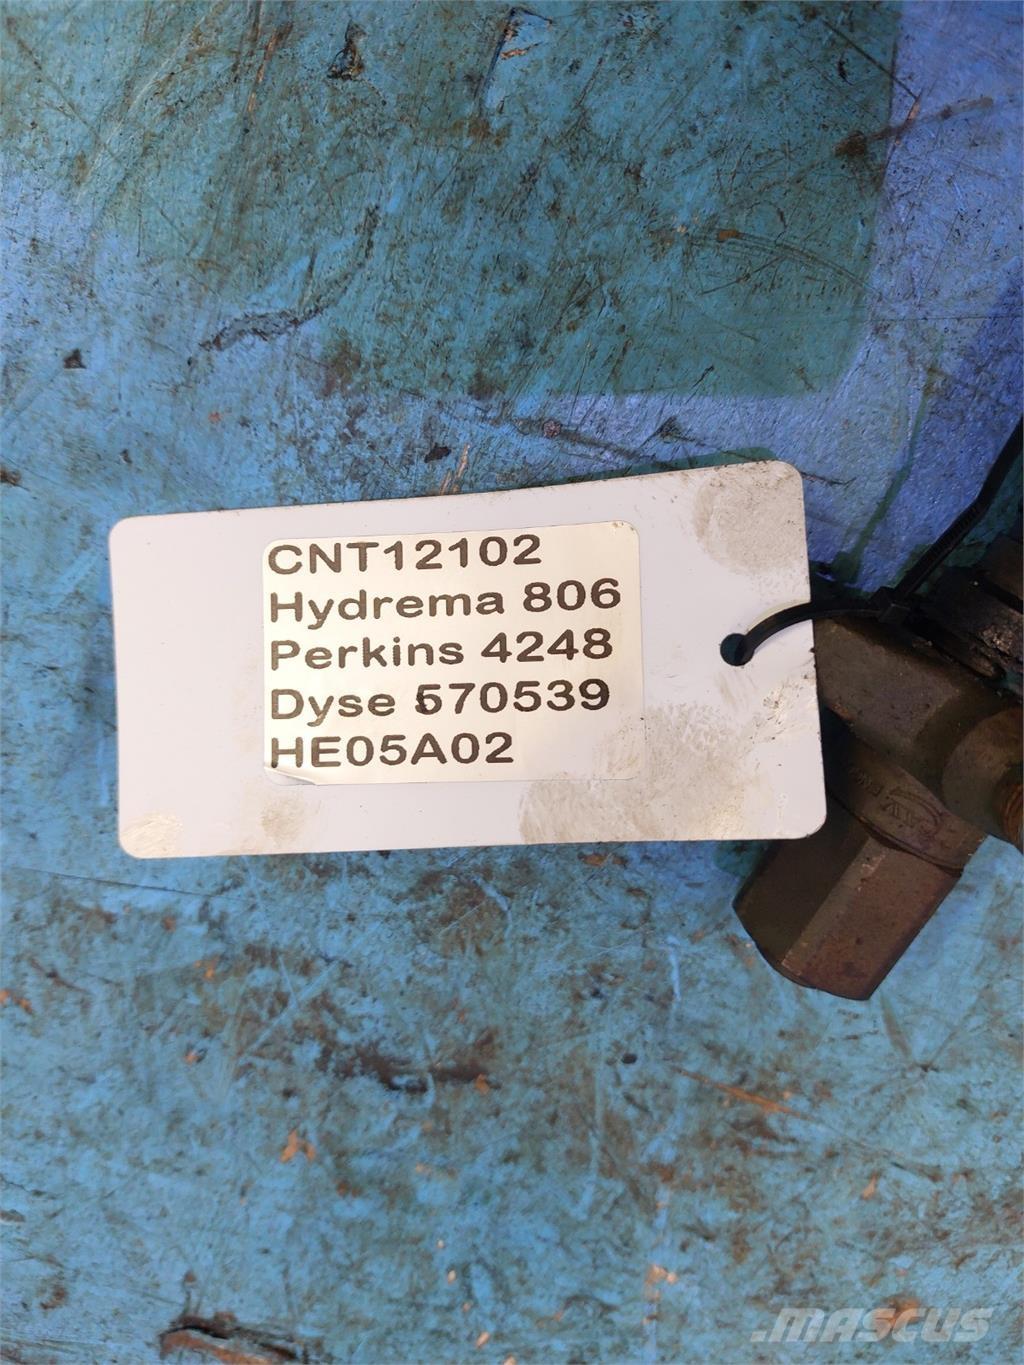 CNT12102
Hydrema 806
Perkins 4248
Dyse 570539
HE05A02
MASCUS